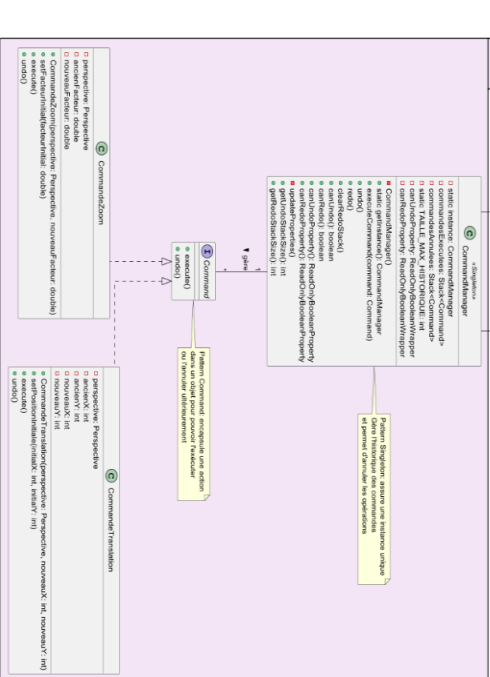 «Singleton»
C CommandManager
static instance: CommandManager
commandesExecutees: Stack<Command>
commandesAnnulees: Stack<Command>
static TAILLE_MAX_HISTORIQUE: int
canUndoProperty: ReadOnlyBooleanWrapper
canRedoProperty: ReadOnlyBooleanWrapper
CommandManager()
static getInstance(): CommandManager
executeCommand(command: Command)
undo()
redo()
clearRedoStack()
canUndo(): boolean
canRedo(): boolean
canUndoProperty(): ReadOnlyBooleanProperty
canRedoProperty(): ReadOnlyBooleanProperty
updateProperties()
getUndoStackSize(): int
getRedoStackSize(): int
Pattern Singleton: assure une instance unique
Gère l'historique des commandes
et permet d'annuler les opérations
1
▼ gère
*
I Command
execute()
undo()
Pattern Command: encapsule une action
dans un objet pour pouvoir l'exécuter
ou l'annuler ultérieurement
C CommandeZoom
perspective: Perspective
ancienFacteur: double
nouveauFacteur: double
CommandeZoom(perspective: Perspective, nouveauFacteur: double)
setFacteurInitial(facteurInitial: double)
execute()
undo()
C CommandeTranslation
perspective: Perspective
ancienX: int
ancienY: int
nouveauX: int
nouveauY: int
CommandeTranslation(perspective: Perspective, nouveauX: int, nouveauY: int)
setPositionInitiale(initialX: int, initialY: int)
execute()
undo()